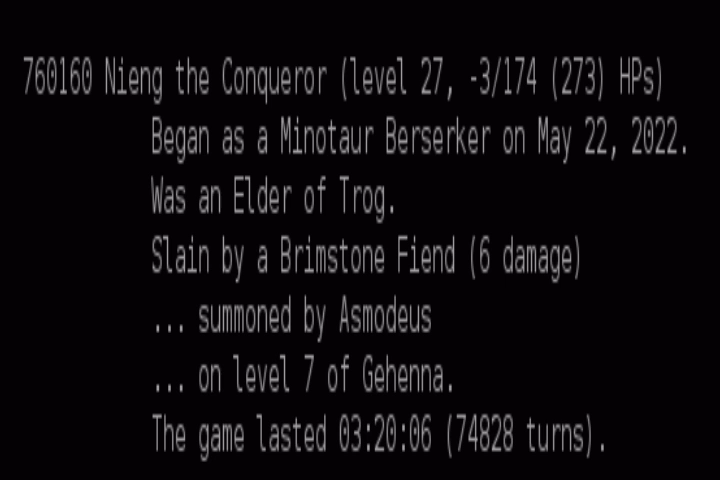 760160 Nieng the Conqueror (level 27, -3/174 (273) HPs)
Began as a Minotaur Berserker on May 22, 2022.
Was an Elder of Trog.
Slain by a Brimstone Fiend (6 damage)
... summoned by Asmodeus
... on level 7 of Gehenna.
The game lasted 03:20:06 (74828 turns).